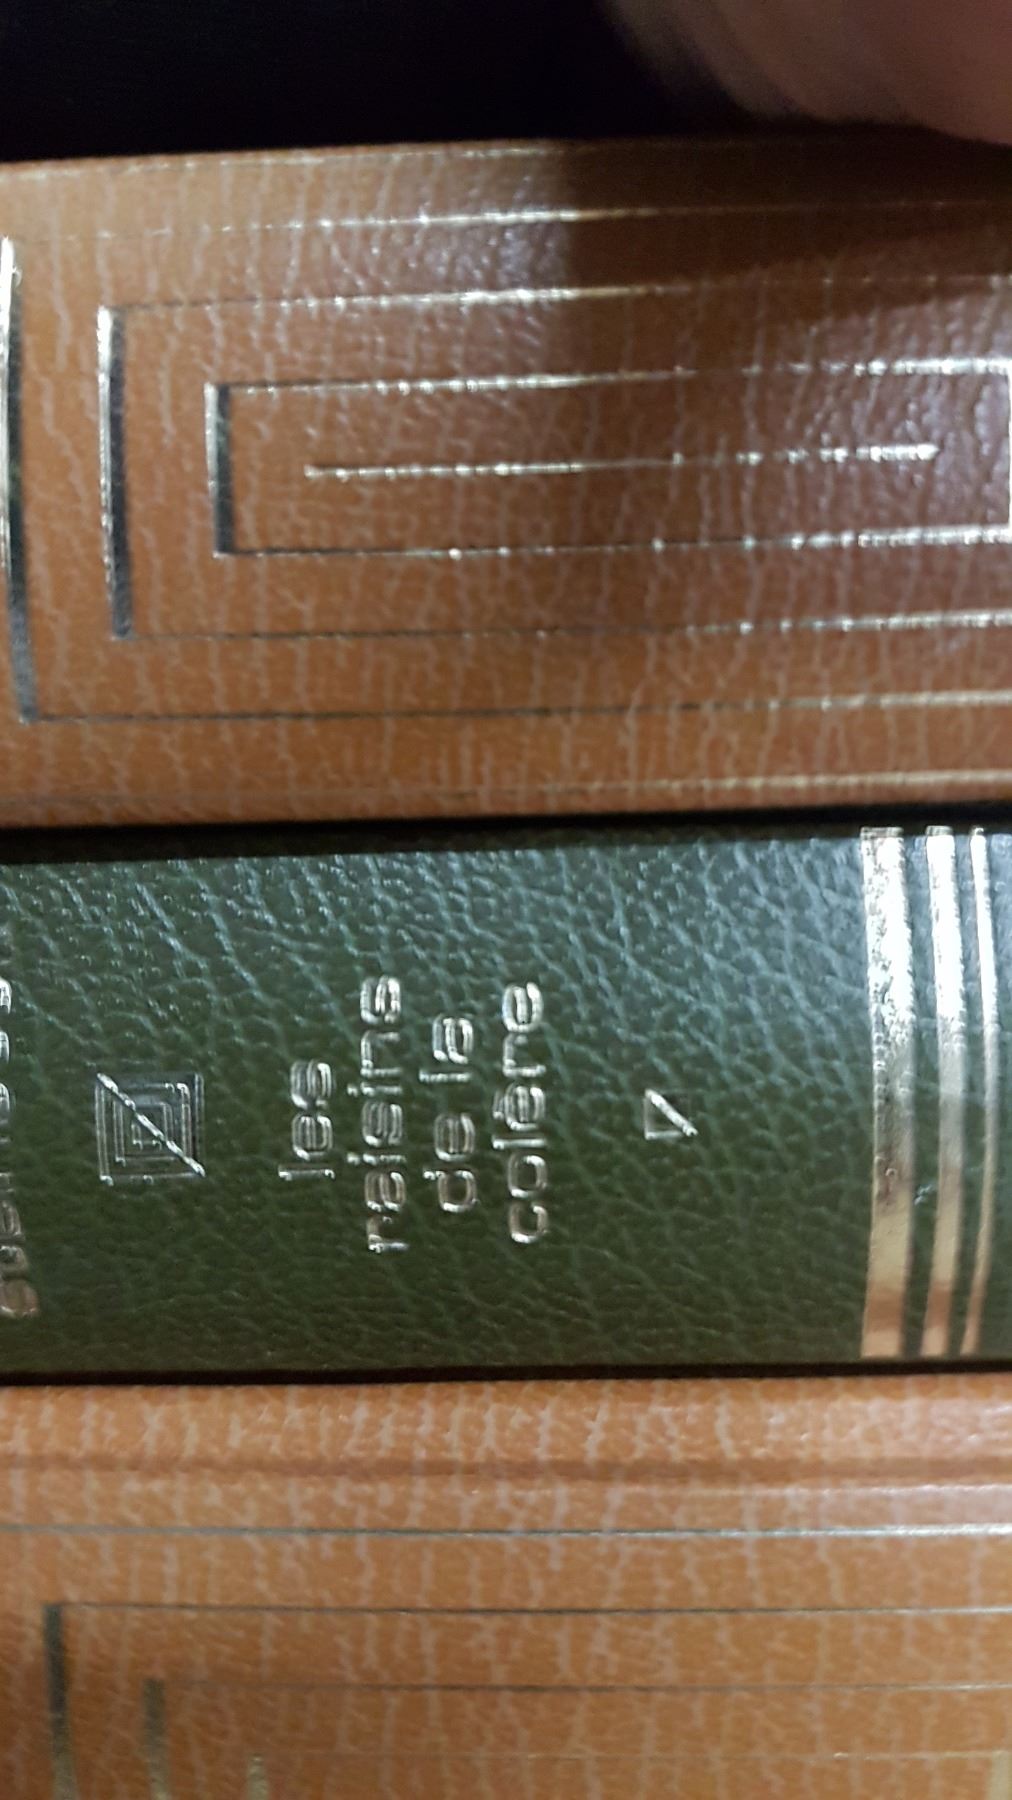 les
raisins
de la
colère